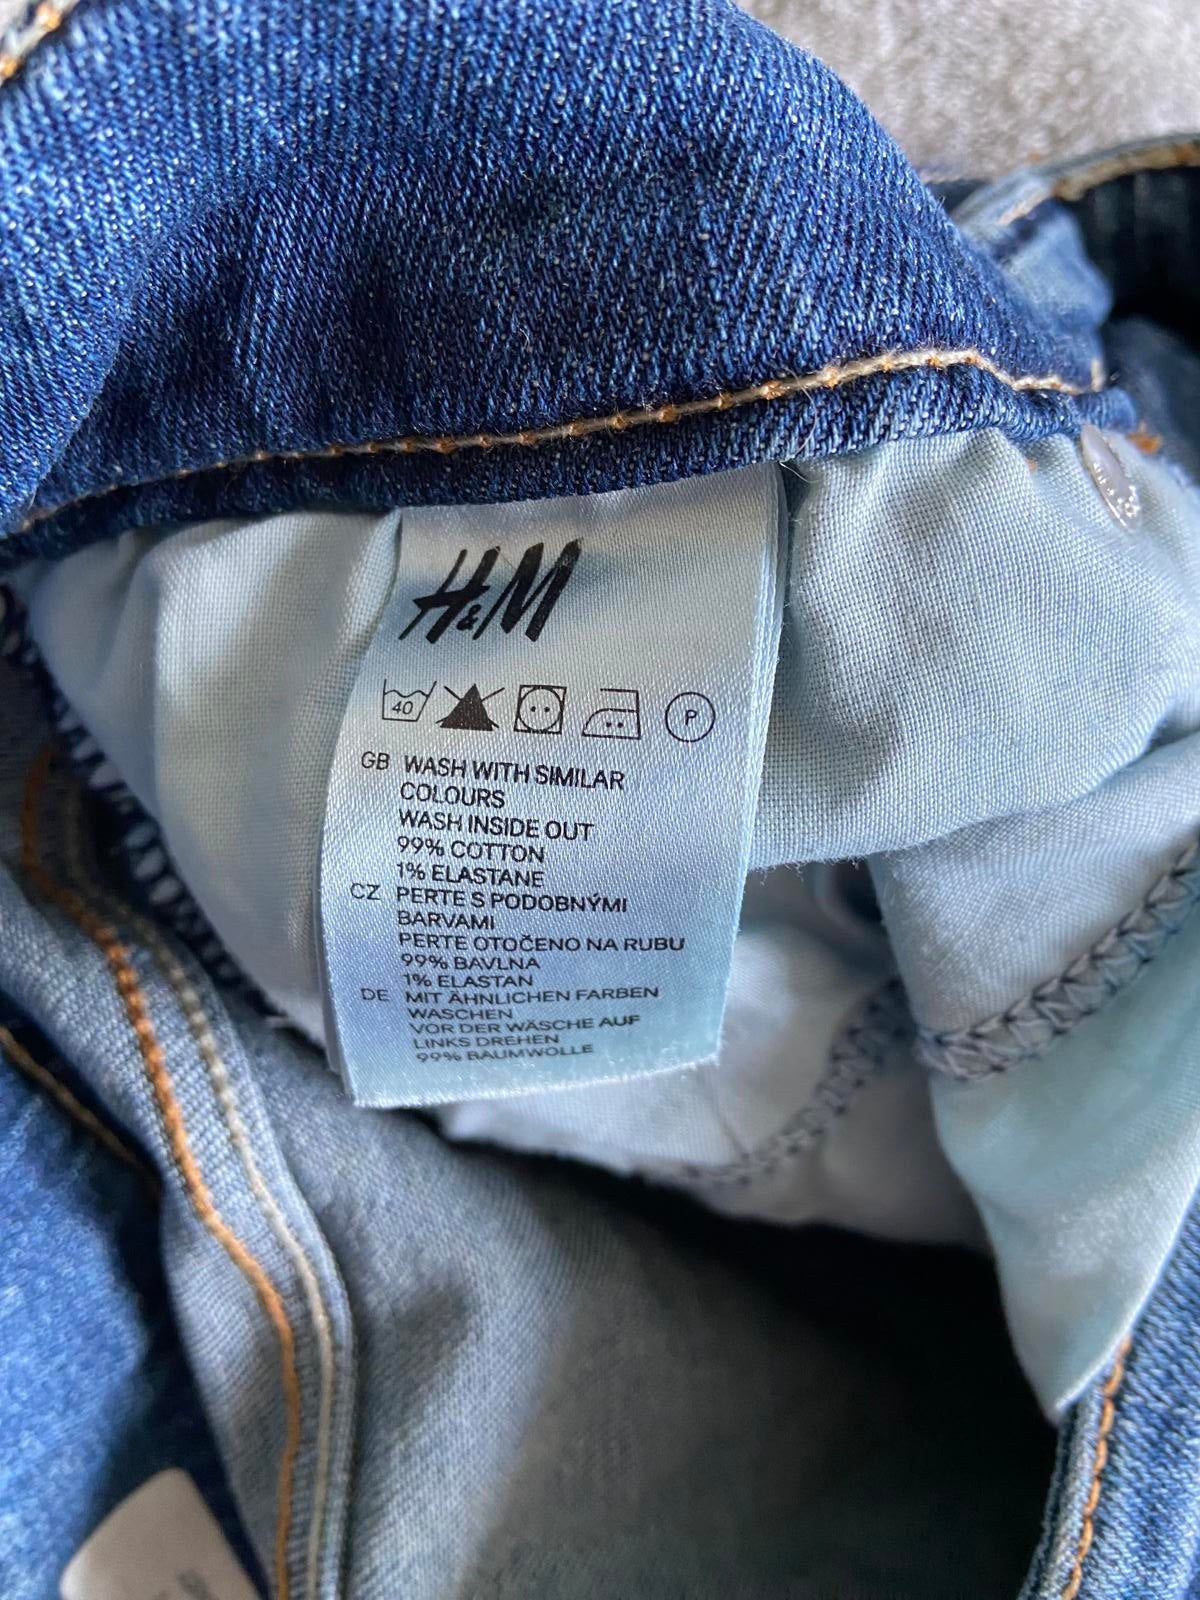 H&M
40
P
GB WASH WITH SIMILAR
COLOURS
WASH INSIDE OUT
99% COTTON
1% ELASTANE
CZ PERTE S PODOBNÝMI
BARVAMI
PERTE OTOČENO NA RUBU
99% BAVLNA
1% ELASTAN
DE MIT ÄHNLICHEN FARBEN
WASCHEN
VOR DER WÄSCHE AUF
LINKS DREHEN
99% BAUMWOLLE